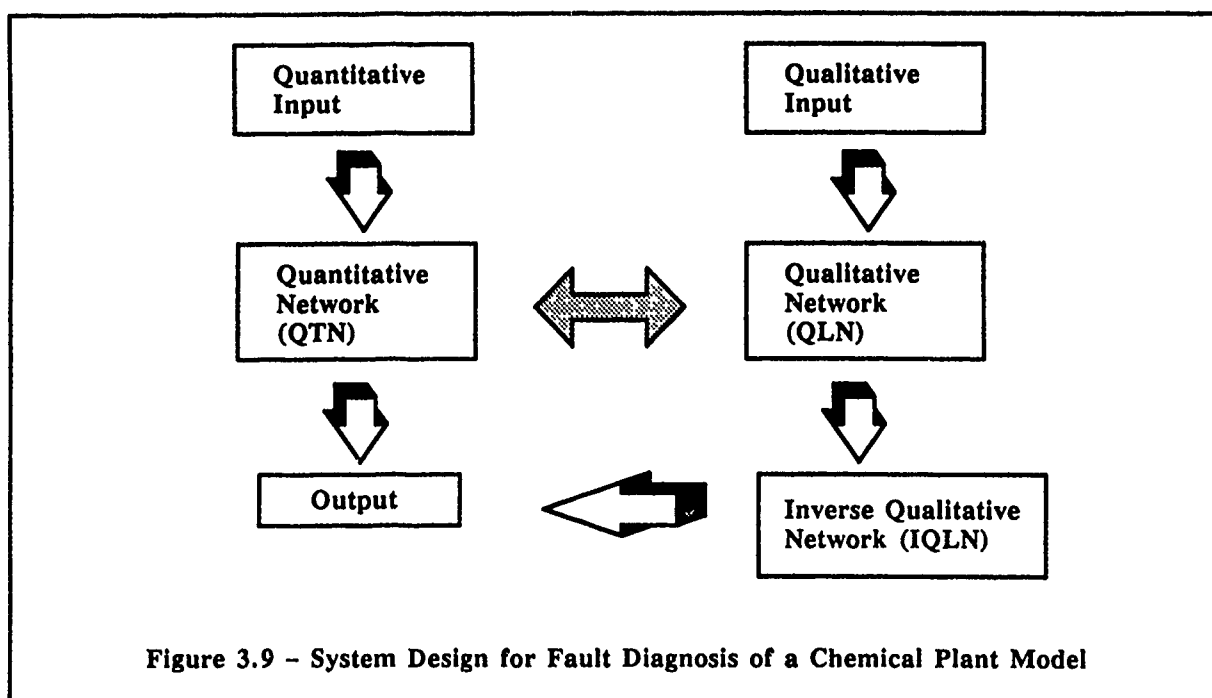 Quantitative
Input
Qualitative
Input
Quantitative
Network
(QTN)
Qualitative
Network
(QLN)
Output
Inverse Qualitative
Network (IQLN)
Figure 3.9 – System Design for Fault Diagnosis of a Chemical Plant Model